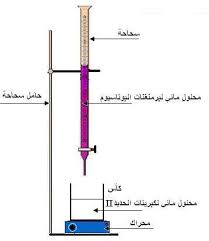 سحاحة
محلول مائي لبرمنغنات البوتاسيوم
حامل سحاحة
كأس
محلول مائي لكبريتات الحديد II
محراك